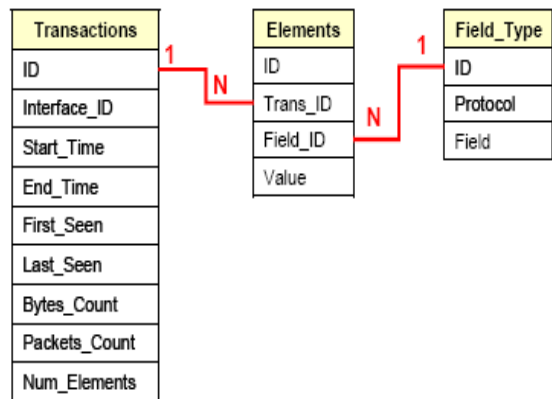 Transactions
ID
Interface_ID
Start_Time
End_Time
First_Seen
Last_Seen
Bytes_Count
Packets_Count
Num_Elements
1
N
Elements
ID
Trans_ID
Field_ID
Value
N
1
Field_Type
ID
Protocol
Field